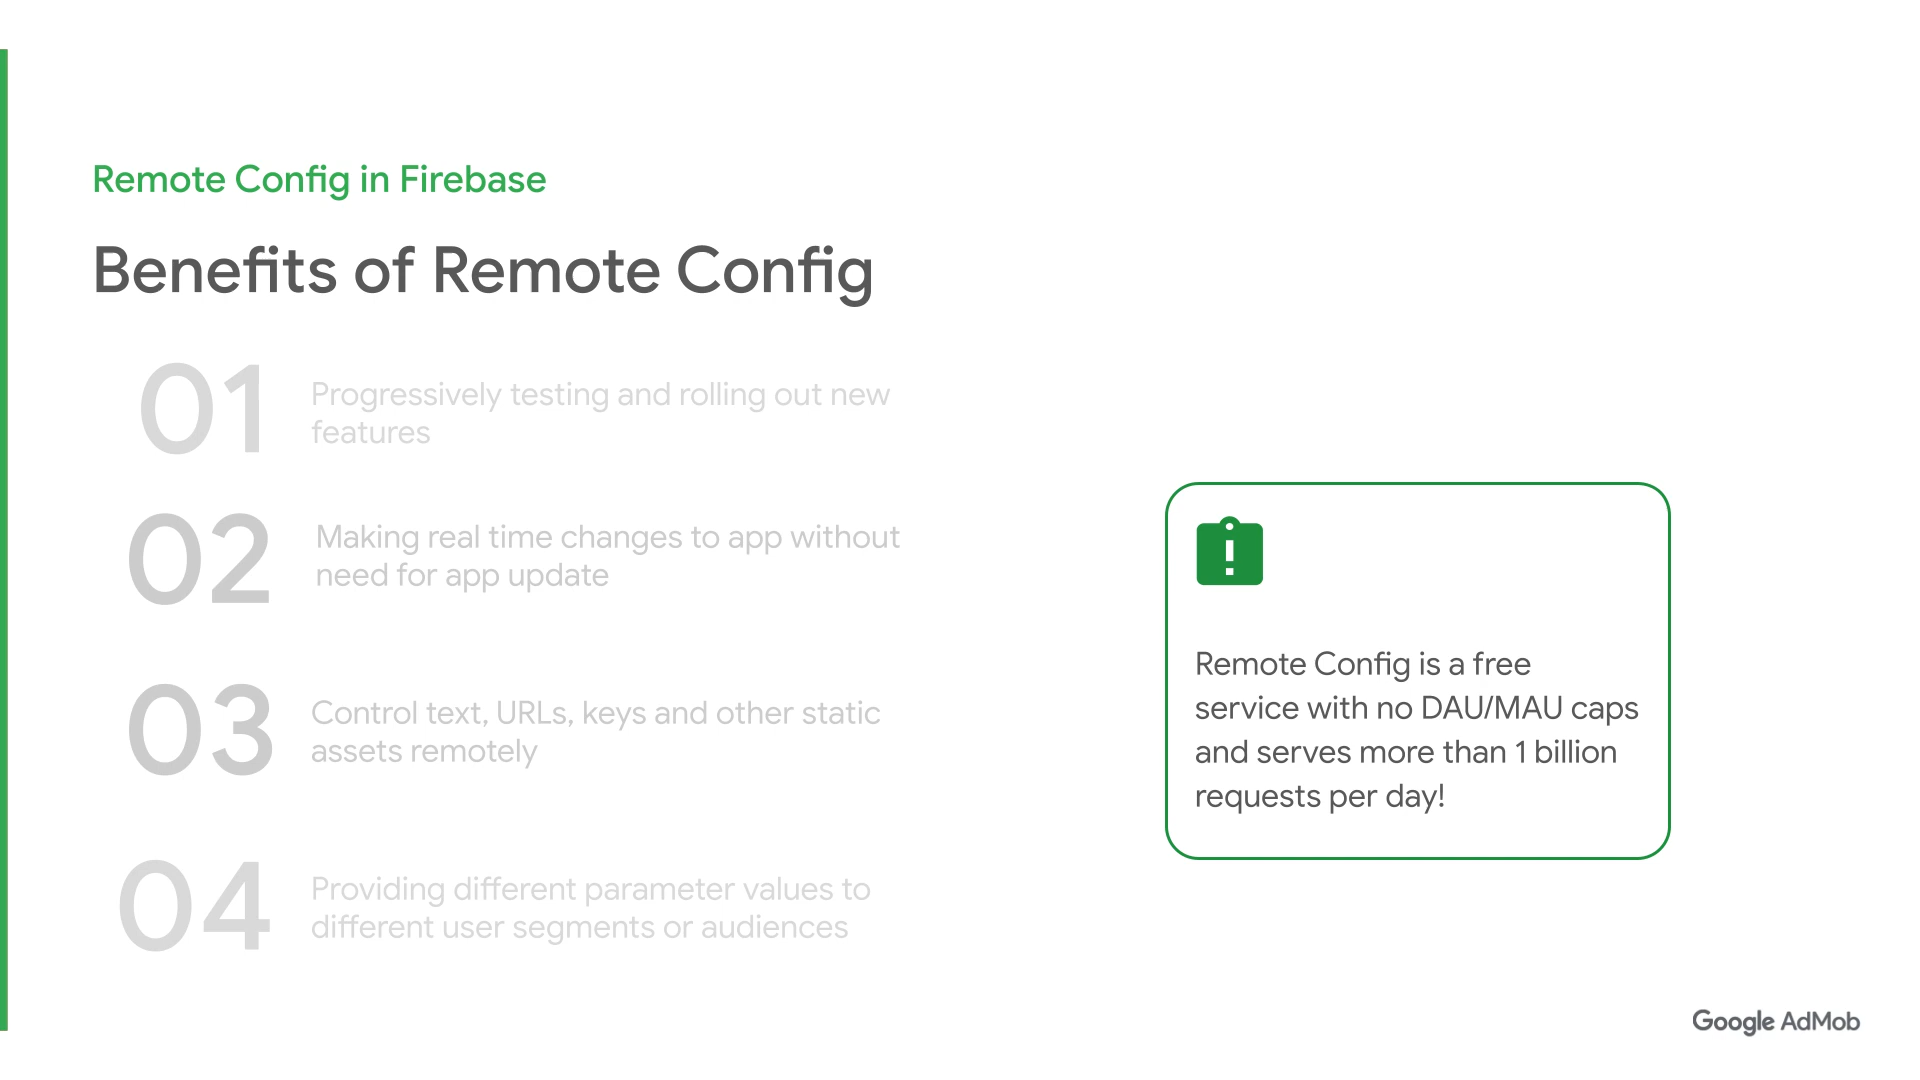 Remote Config in Firebase
Benefits of Remote Config
01
Progressively testing and rolling out new
features
02
Making real time changes to app without
need for app update
03
Control text, URLs, keys and other static
assets remotely
04
Providing different parameter values to
different user segments or audiences
Remote Config is a free
service with no DAU/MAU caps
and serves more than 1 billion
requests per day!
Google AdMob